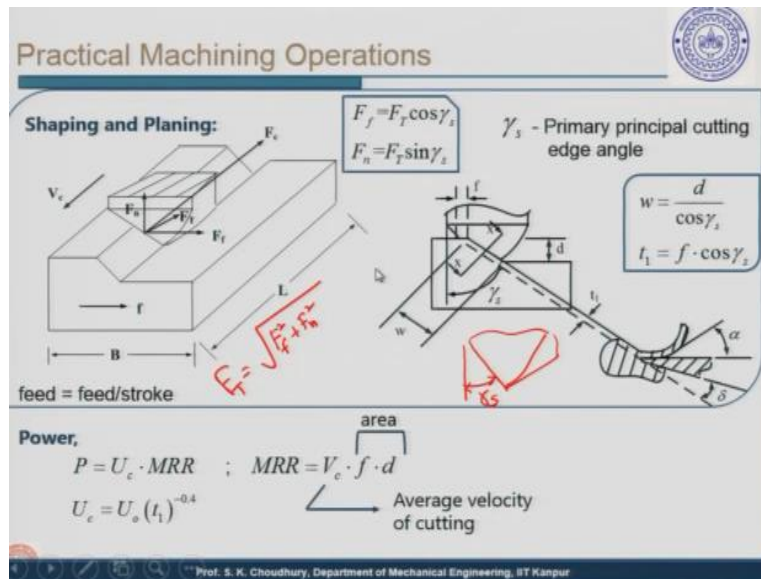 Practical Machining Operations
Shaping and Planing:
F_f = F_T cos γ_s
F_n = F_T sin γ_s
γ_s - Primary principal cutting
edge angle
w = d / cos γ_s
t_1 = f · cos γ_s
F_c
V_c
F_n
F_T
F_f
f
L
B
f
x
x
d
γ_s
w
t_1
α
δ
F_T = √(F_f² + F_n²)
γ_s
feed = feed/stroke
Power,
area
P = U_c · MRR ; MRR = V_c · f · d
U_c = U_o (t_1)^-0.4
Average velocity
of cutting
Prof. S. K. Choudhury, Department of Mechanical Engineering, IIT Kanpur